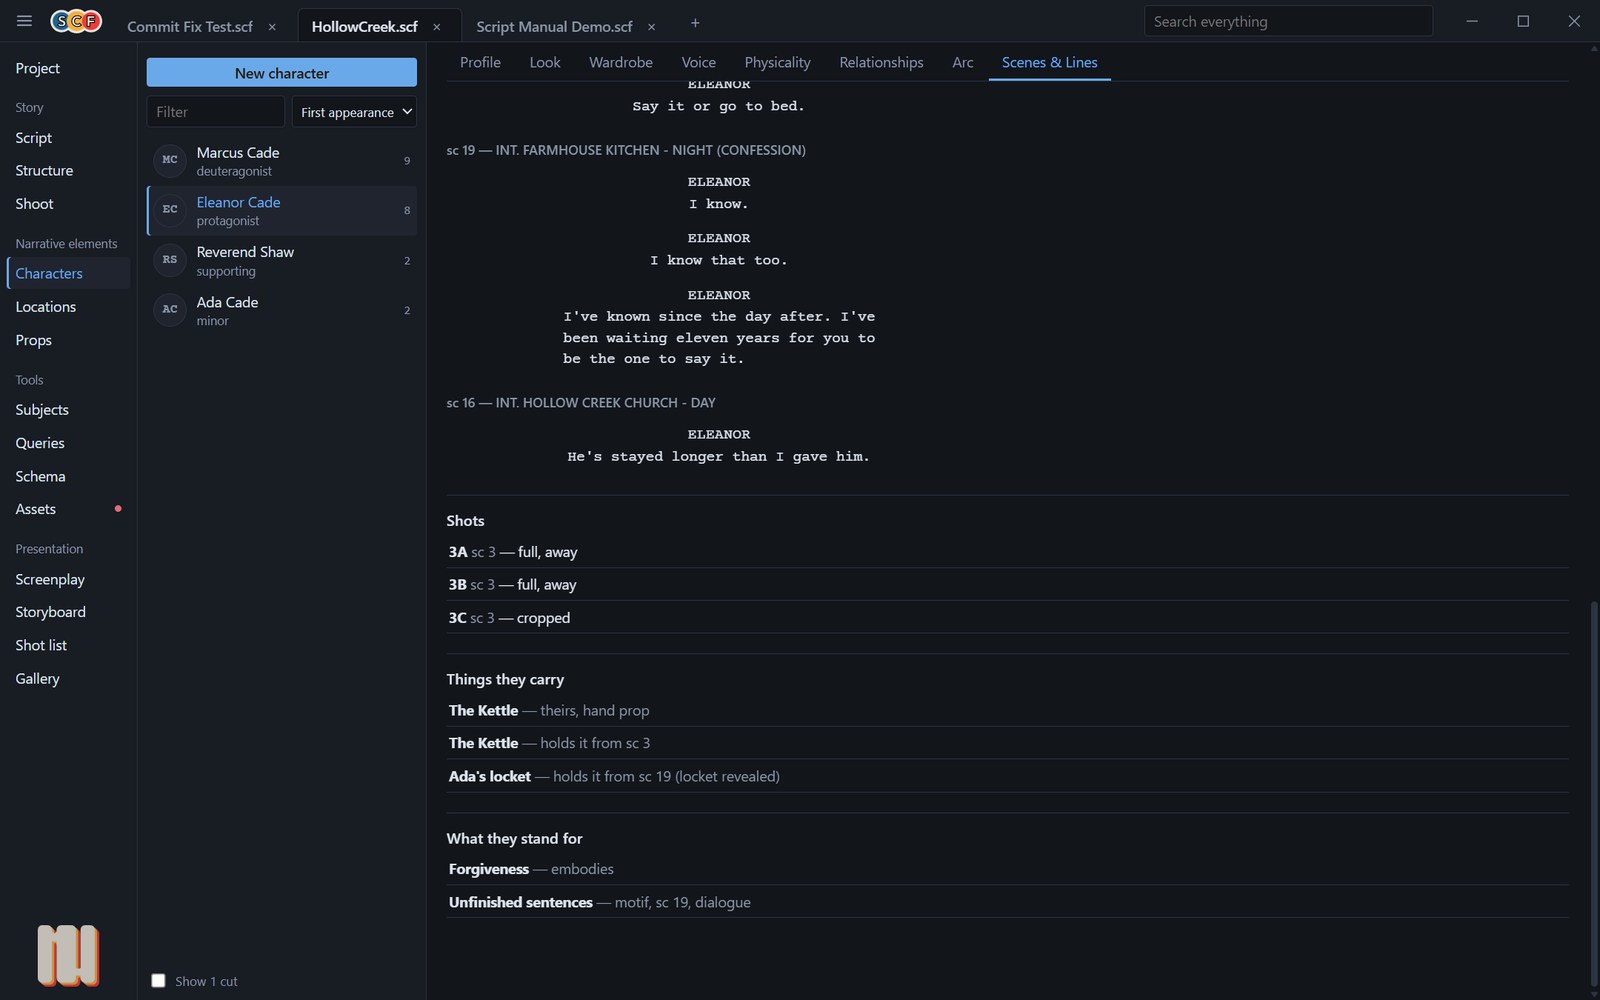 SCF
Commit Fix Test.scf ×
HollowCreek.scf ×
Script Manual Demo.scf ×
+
Search everything
Project
Story
Script
Structure
Shoot
Narrative elements
Characters
Locations
Props
Tools
Subjects
Queries
Schema
Assets
Presentation
Screenplay
Storyboard
Shot list
Gallery
New character
Filter
First appearance
MC
Marcus Cade
deuteragonist
9
EC
Eleanor Cade
protagonist
8
RS
Reverend Shaw
supporting
2
AC
Ada Cade
minor
2
Show 1 cut
Profile
Look
Wardrobe
Voice
Physicality
Relationships
Arc
Scenes & Lines
ELEANOR
Say it or go to bed.
sc 19 — INT. FARMHOUSE KITCHEN - NIGHT (CONFESSION)
ELEANOR
I know.
ELEANOR
I know that too.
ELEANOR
I've known since the day after. I've
been waiting eleven years for you to
be the one to say it.
sc 16 — INT. HOLLOW CREEK CHURCH - DAY
ELEANOR
He's stayed longer than I gave him.
Shots
3A sc 3 — full, away
3B sc 3 — full, away
3C sc 3 — cropped
Things they carry
The Kettle — theirs, hand prop
The Kettle — holds it from sc 3
Ada's locket — holds it from sc 19 (locket revealed)
What they stand for
Forgiveness — embodies
Unfinished sentences — motif, sc 19, dialogue